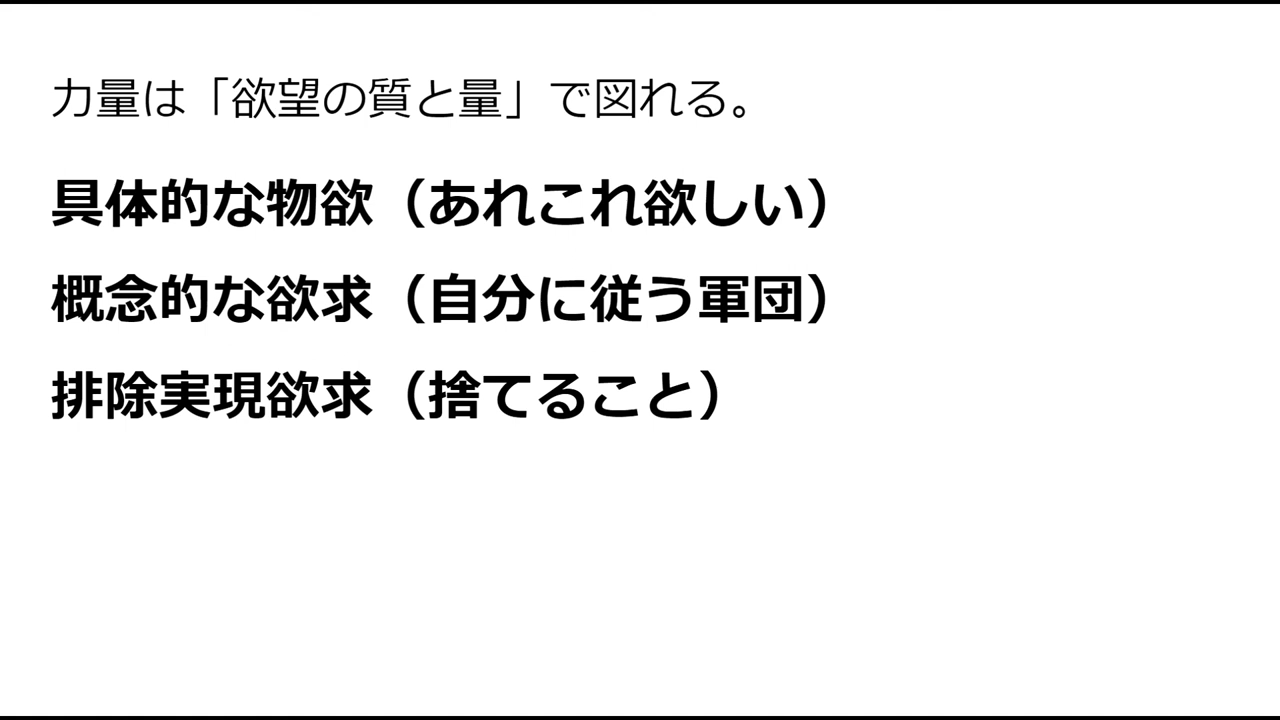 力量は「欲望の質と量」で図れる。
具体的な物欲（あれこれ欲しい）
概念的な欲求（自分に従う軍団）
排除実現欲求（捨てること）